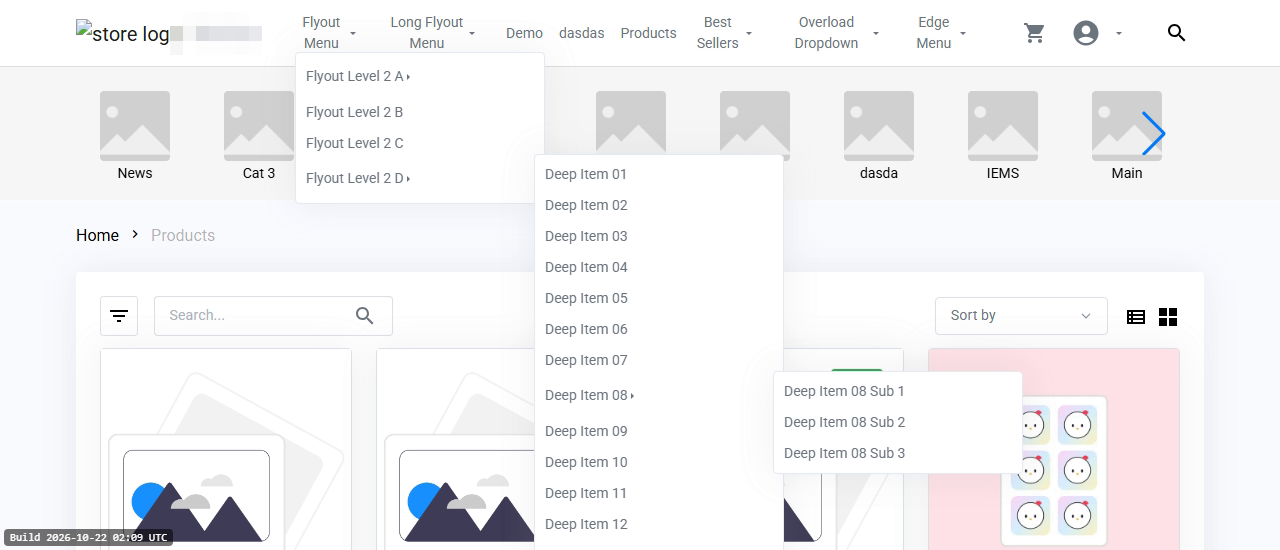 store log
Flyout Menu
Long Flyout Menu
Demo
dasdas
Products
Best Sellers
Overload Dropdown
Edge Menu
Flyout Level 2 A
Flyout Level 2 B
Flyout Level 2 C
Flyout Level 2 D
News
Cat 3
dasda
IEMS
Main
Deep Item 01
Deep Item 02
Deep Item 03
Deep Item 04
Deep Item 05
Deep Item 06
Deep Item 07
Deep Item 08
Deep Item 09
Deep Item 10
Deep Item 11
Deep Item 12
Deep Item 08 Sub 1
Deep Item 08 Sub 2
Deep Item 08 Sub 3
Home
Products
Search...
Sort by
Build 2026-10-22 02:09 UTC